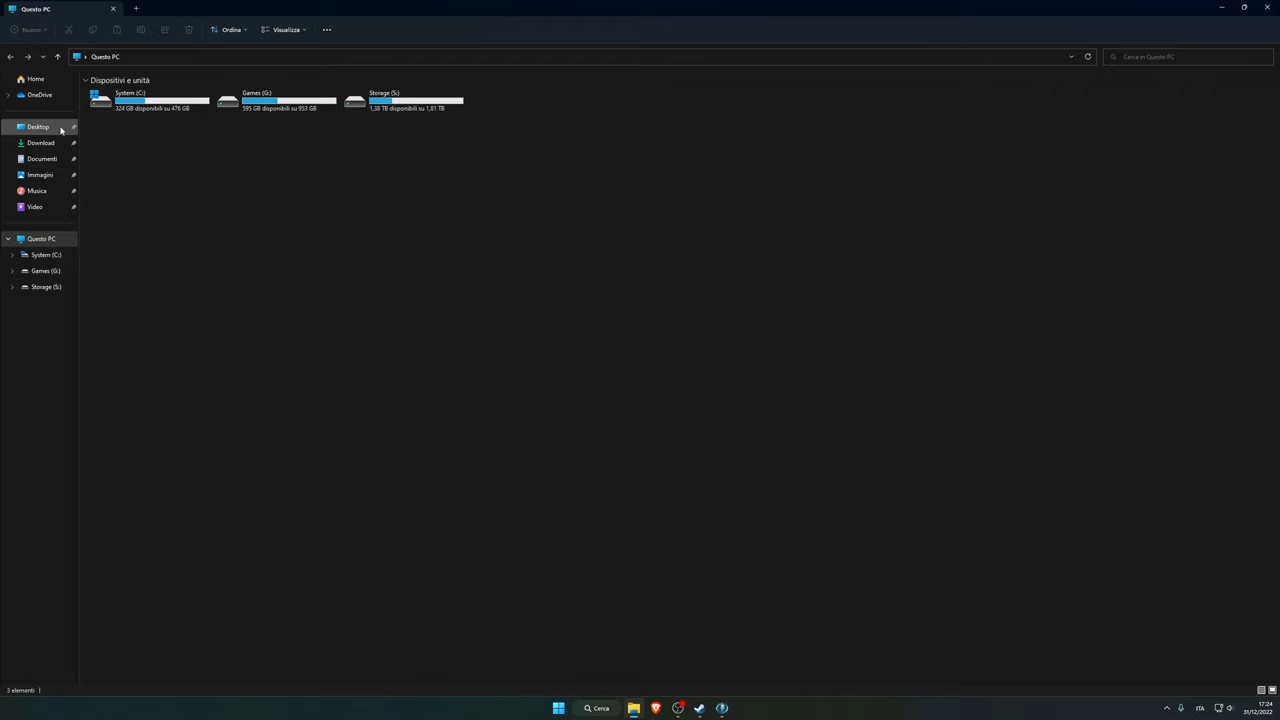 Questo PC
Nuovo
Ordina
Visualizza
Questo PC
Cerca in Questo PC
Home
OneDrive
Desktop
Download
Documenti
Immagini
Musica
Video
Questo PC
System (C:)
Games (G:)
Storage (S:)
Dispositivi e unità
System (C:)
324 GB disponibili su 476 GB
Games (G:)
595 GB disponibili su 953 GB
Storage (S:)
1,38 TB disponibili su 1,81 TB
3 elementi
Cerca
ITA
17:24
31/12/2022